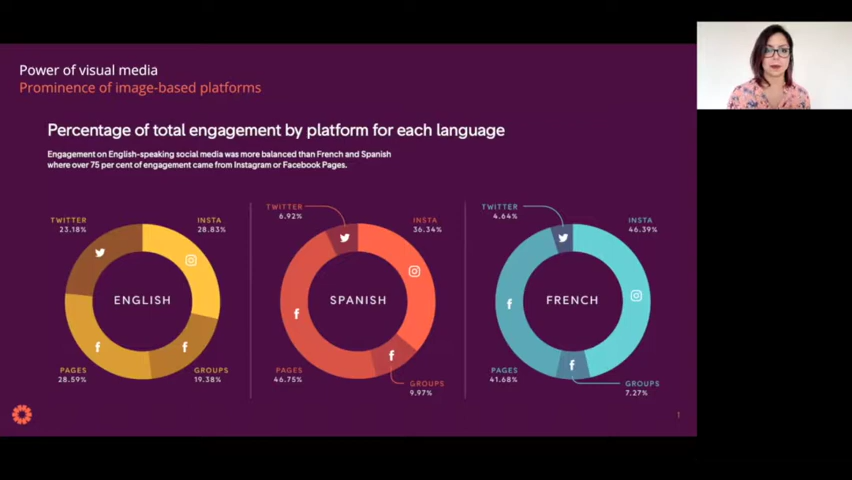 Power of visual media
Prominence of image-based platforms
Percentage of total engagement by platform for each language
Engagement on English-speaking social media was more balanced than French and Spanish
where over 75 per cent of engagement came from Instagram or Facebook Pages.
TWITTER
23.18%
INSTA
28.83%
ENGLISH
PAGES
28.59%
GROUPS
19.38%
TWITTER
6.92%
INSTA
36.34%
SPANISH
PAGES
46.75%
GROUPS
9.97%
TWITTER
4.64%
INSTA
46.39%
FRENCH
PAGES
41.68%
GROUPS
7.27%
1